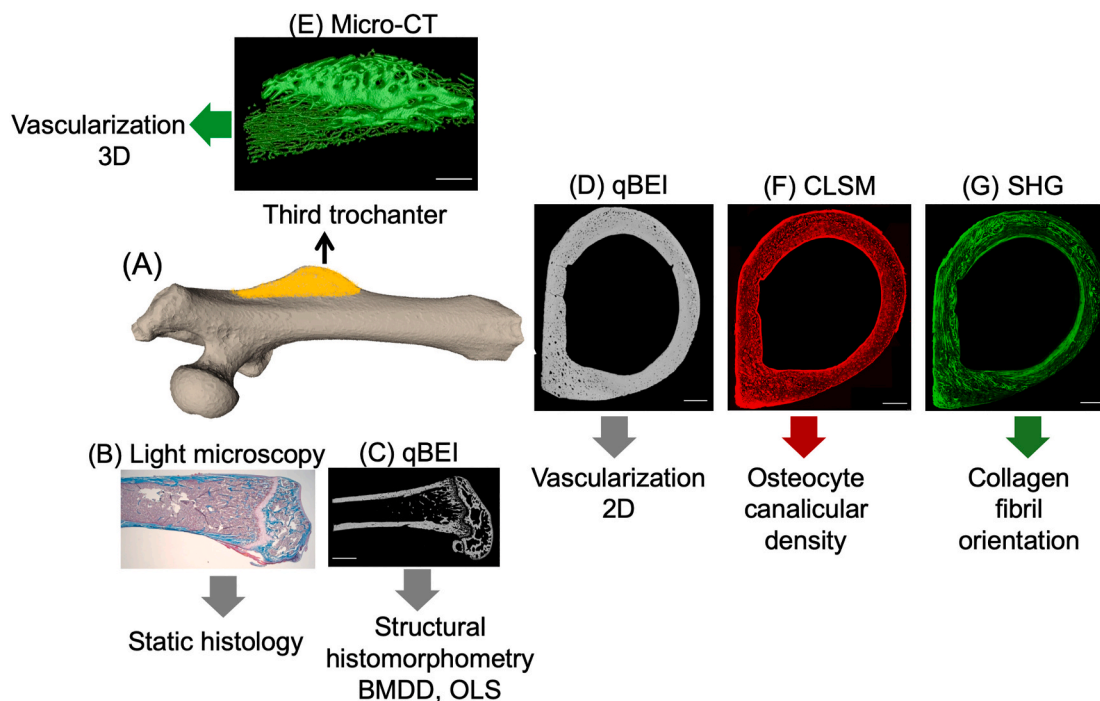 (E) Micro-CT
Vascularization
3D
Third trochanter
(A)
(D) qBEI
(F) CLSM
(G) SHG
(B) Light microscopy
(C) qBEI
Static histology
Structural
histomorphometry
BMDD, OLS
Vascularization
2D
Osteocyte
canalicular
density
Collagen
fibril
orientation